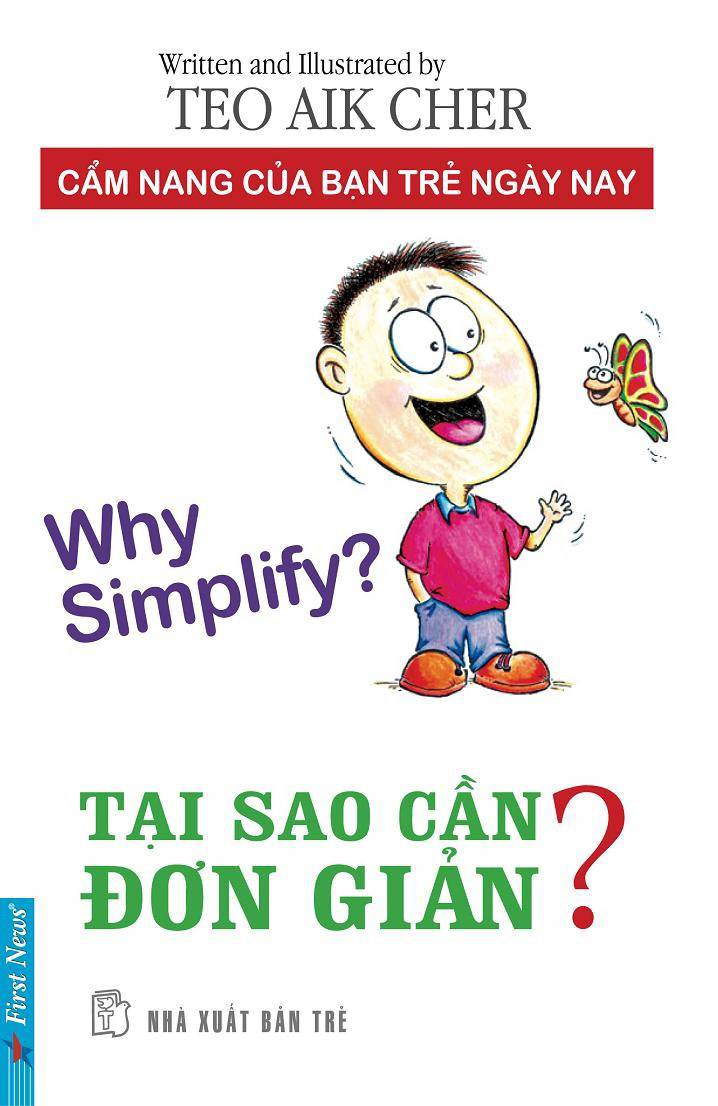 Written and Illustrated by
TEO AIK CHER
CẨM NANG CỦA BẠN TRẺ NGÀY NAY
Why
Simplify?
TẠI SAO CẦN
ĐƠN GIẢN?
First News®
NHÀ XUẤT BẢN TRẺ